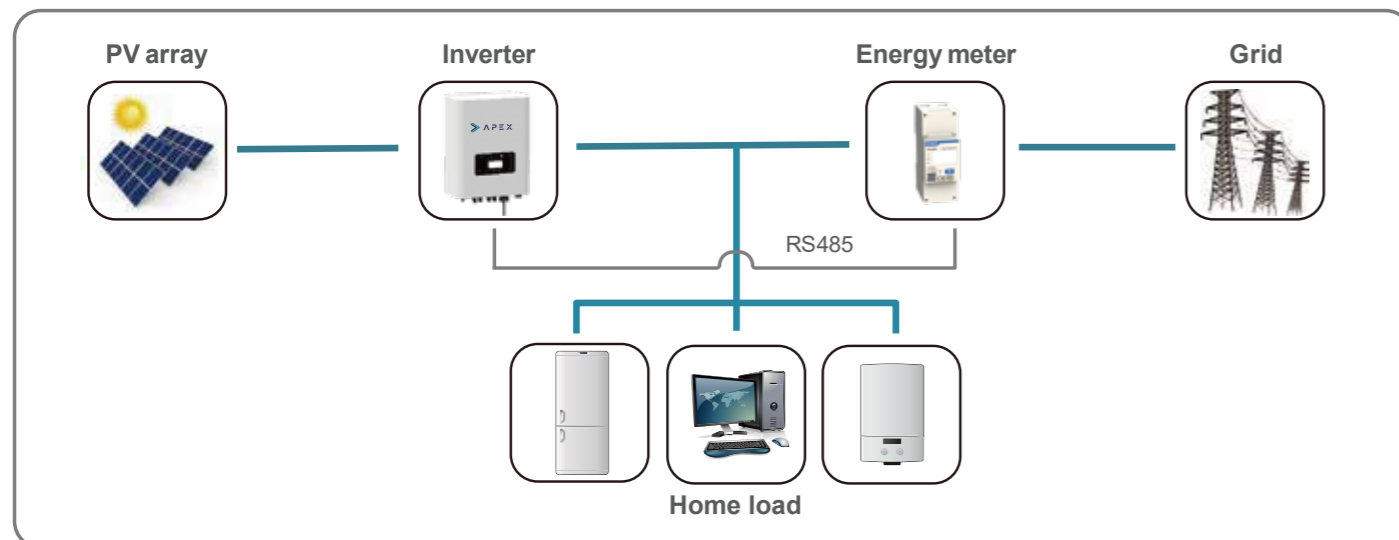 PV array
Inverter
Energy meter
Grid
APEX
RS485
Home load